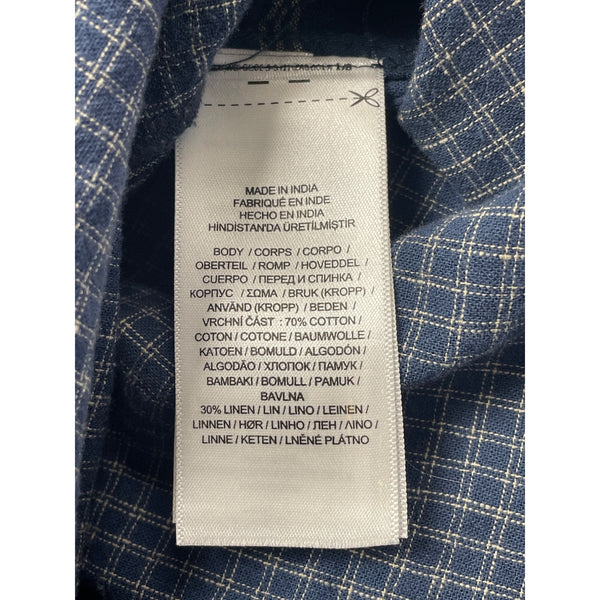 1/8
MADE IN INDIA
FABRIQUÉ EN INDE
HECHO EN INDIA
HİNDİSTAN'DA ÜRETİLMİŞTİR
BODY / CORPS / CORPO /
OBERTEIL / ROMP / HOVEDDEL /
CUERPO / ПЕРЕД И СПИНКА /
КОРПУС / ΣΩΜΑ / BRUK (KROPP) /
ANVÄND (KROPP) / BEDEN /
VRCHNÍ ČÁST : 70% COTTON /
COTON / COTONE / BAUMWOLLE /
KATOEN / BOMULD / ALGODÓN /
ALGODÃO / ХЛОПОК / ПАМУК /
BAMBAKI / BOMULL / PAMUK /
BAVLNA
30% LINEN / LIN / LINO / LEINEN /
LINNEN / HØR / LINHO / ЛЕН / ΛΙΝΟ /
LINNE / KETEN / LNĚNÉ PLÁTNO